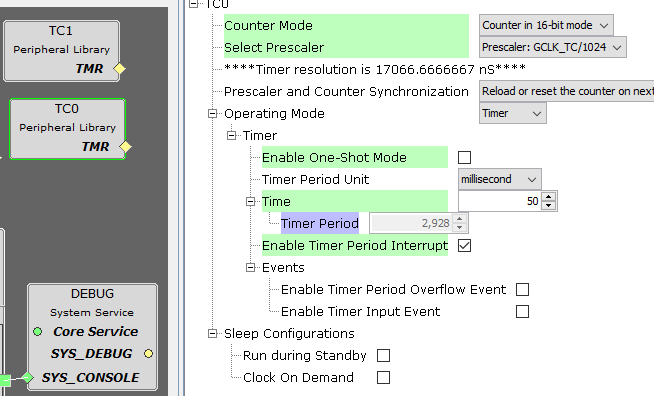 TC1
Peripheral Library
TMR
TC0
Peripheral Library
TMR
DEBUG
System Service
Core Service
SYS_DEBUG
SYS_CONSOLE
TC0
Counter Mode Counter in 16-bit mode
Select Prescaler Prescaler: GCLK_TC/1024
****Timer resolution is 17066.6666667 nS****
Prescaler and Counter Synchronization Reload or reset the counter on next
Operating Mode Timer
Timer
Enable One-Shot Mode
Timer Period Unit millisecond
Time 50
Timer Period 2,928
Enable Timer Period Interrupt
Events
Enable Timer Period Overflow Event
Enable Timer Input Event
Sleep Configurations
Run during Standby
Clock On Demand